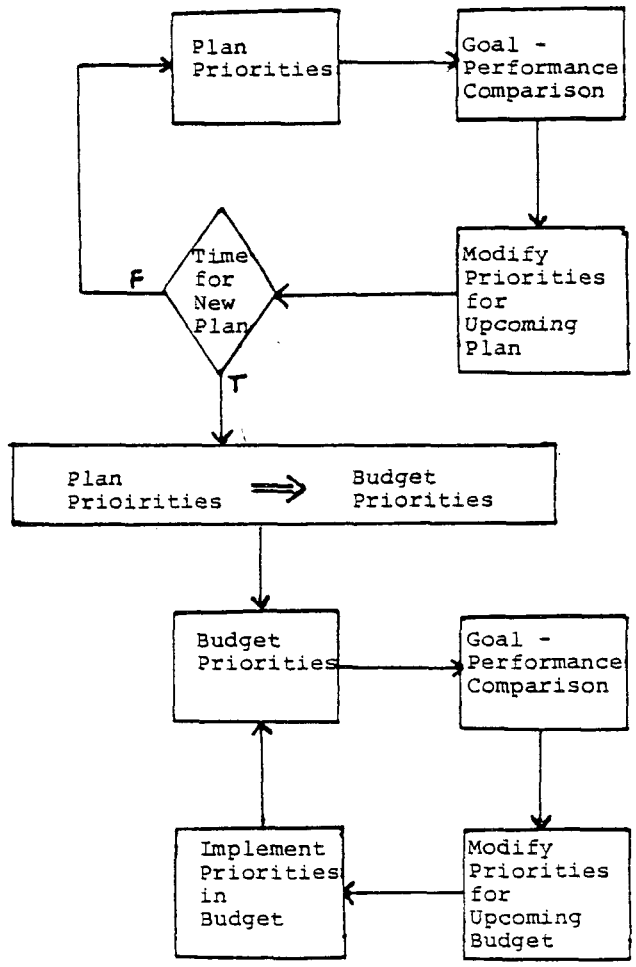 Plan
Priorities
Goal -
Performance
Comparison
Time
for
New
Plan
F
Modify
Priorities
for
Upcoming
Plan
T
Plan
Prioirities
⇒
Budget
Priorities
Budget
Priorities
Goal -
Performance
Comparison
Implement
Priorities
in
Budget
Modify
Priorities
for
Upcoming
Budget